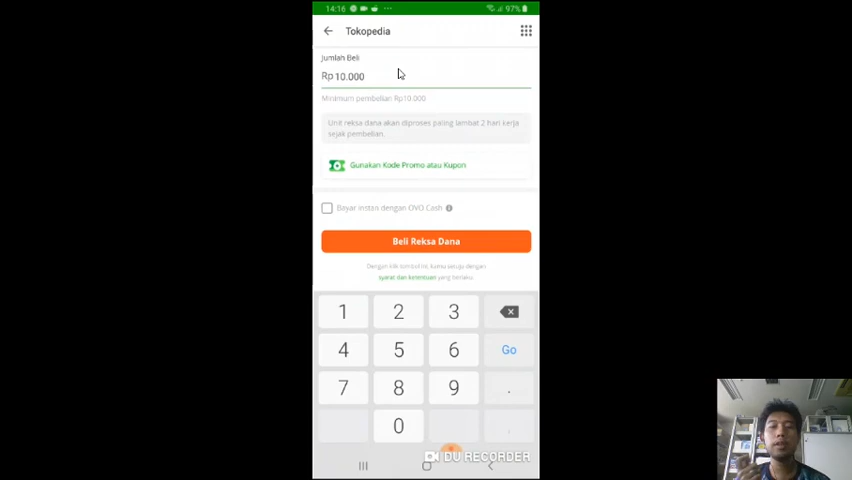 14:16
97%
Tokopedia
Jumlah Beli
Rp 10.000
Minimum pembelian Rp10.000
Unit reksa dana akan diproses paling lambat 2 hari kerja
sejak pembelian.
Gunakan Kode Promo atau Kupon
Bayar instan dengan OVO Cash
Beli Reksa Dana
Dengan klik tombol ini, kamu setuju dengan
syarat dan ketentuan yang berlaku
1 2 3
4 5 6 Go
7 8 9 .
0 ,
DU RECORDER